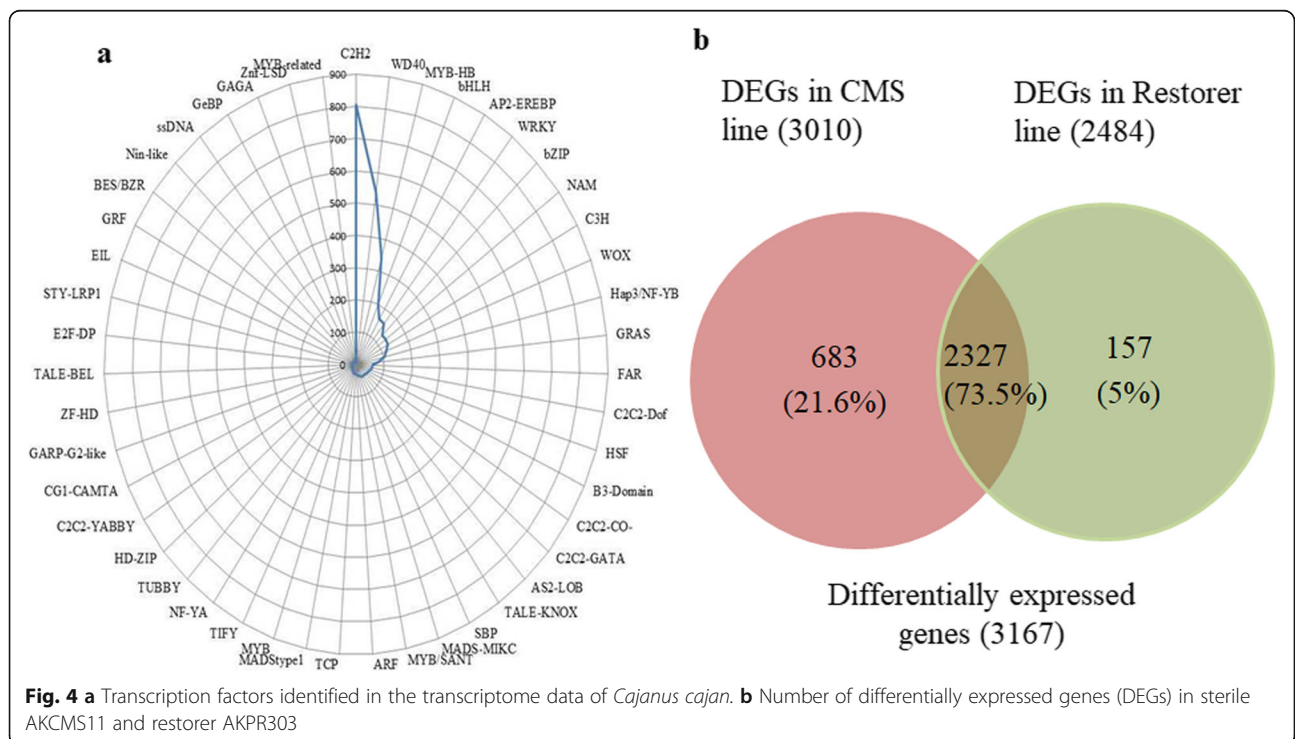 a
C2H2
WD40
MYB-HB
bHLH
AP2-EREBP
WRKY
bZIP
NAM
C3H
WOX
Hap3/NF-YB
GRAS
FAR
C2C2-Dof
HSF
B3-Domain
C2C2-CO-
C2C2-GATA
AS2-LOB
TALE-KNOX
SBP
MADS-MIKC
MYB/SANT
ARF
TCP
MADStype1
MYB
TIFY
NF-YA
TUBBY
HD-ZIP
C2C2-YABBY
CG1-CAMTA
GARP-G2-like
ZF-HD
TALE-BEL
E2F-DP
STY-LRP1
EIL
GRF
BES/BZR
Nin-like
ssDNA
GeBP
GAGA
Znf-LSD
MYB-related
900
800
700
600
500
400
300
200
100
0
b
DEGs in CMS
line (3010)
DEGs in Restorer
line (2484)
683
(21.6%)
2327
(73.5%)
157
(5%)
Differentially expressed
genes (3167)
Fig. 4 a Transcription factors identified in the transcriptome data of Cajanus cajan. b Number of differentially expressed genes (DEGs) in sterile
AKCMS11 and restorer AKPR303